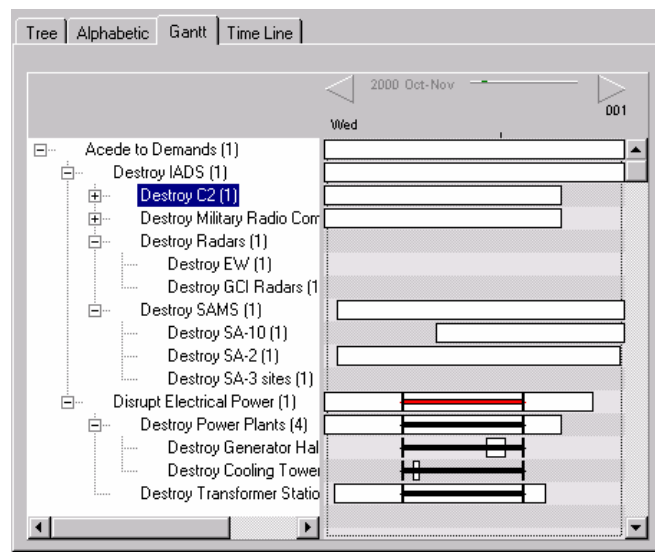 Tree Alphabetic Gantt Time Line
2000 Oct-Nov
001
Wed
Acede to Demands (1)
Destroy IADS (1)
Destroy C2 (1)
Destroy Military Radio Com
Destroy Radars (1)
Destroy EW (1)
Destroy GCI Radars (1
Destroy SAMS (1)
Destroy SA-10 (1)
Destroy SA-2 (1)
Destroy SA-3 sites (1)
Disrupt Electrical Power (1)
Destroy Power Plants (4)
Destroy Generator Hal
Destroy Cooling Tower
Destroy Transformer Statio